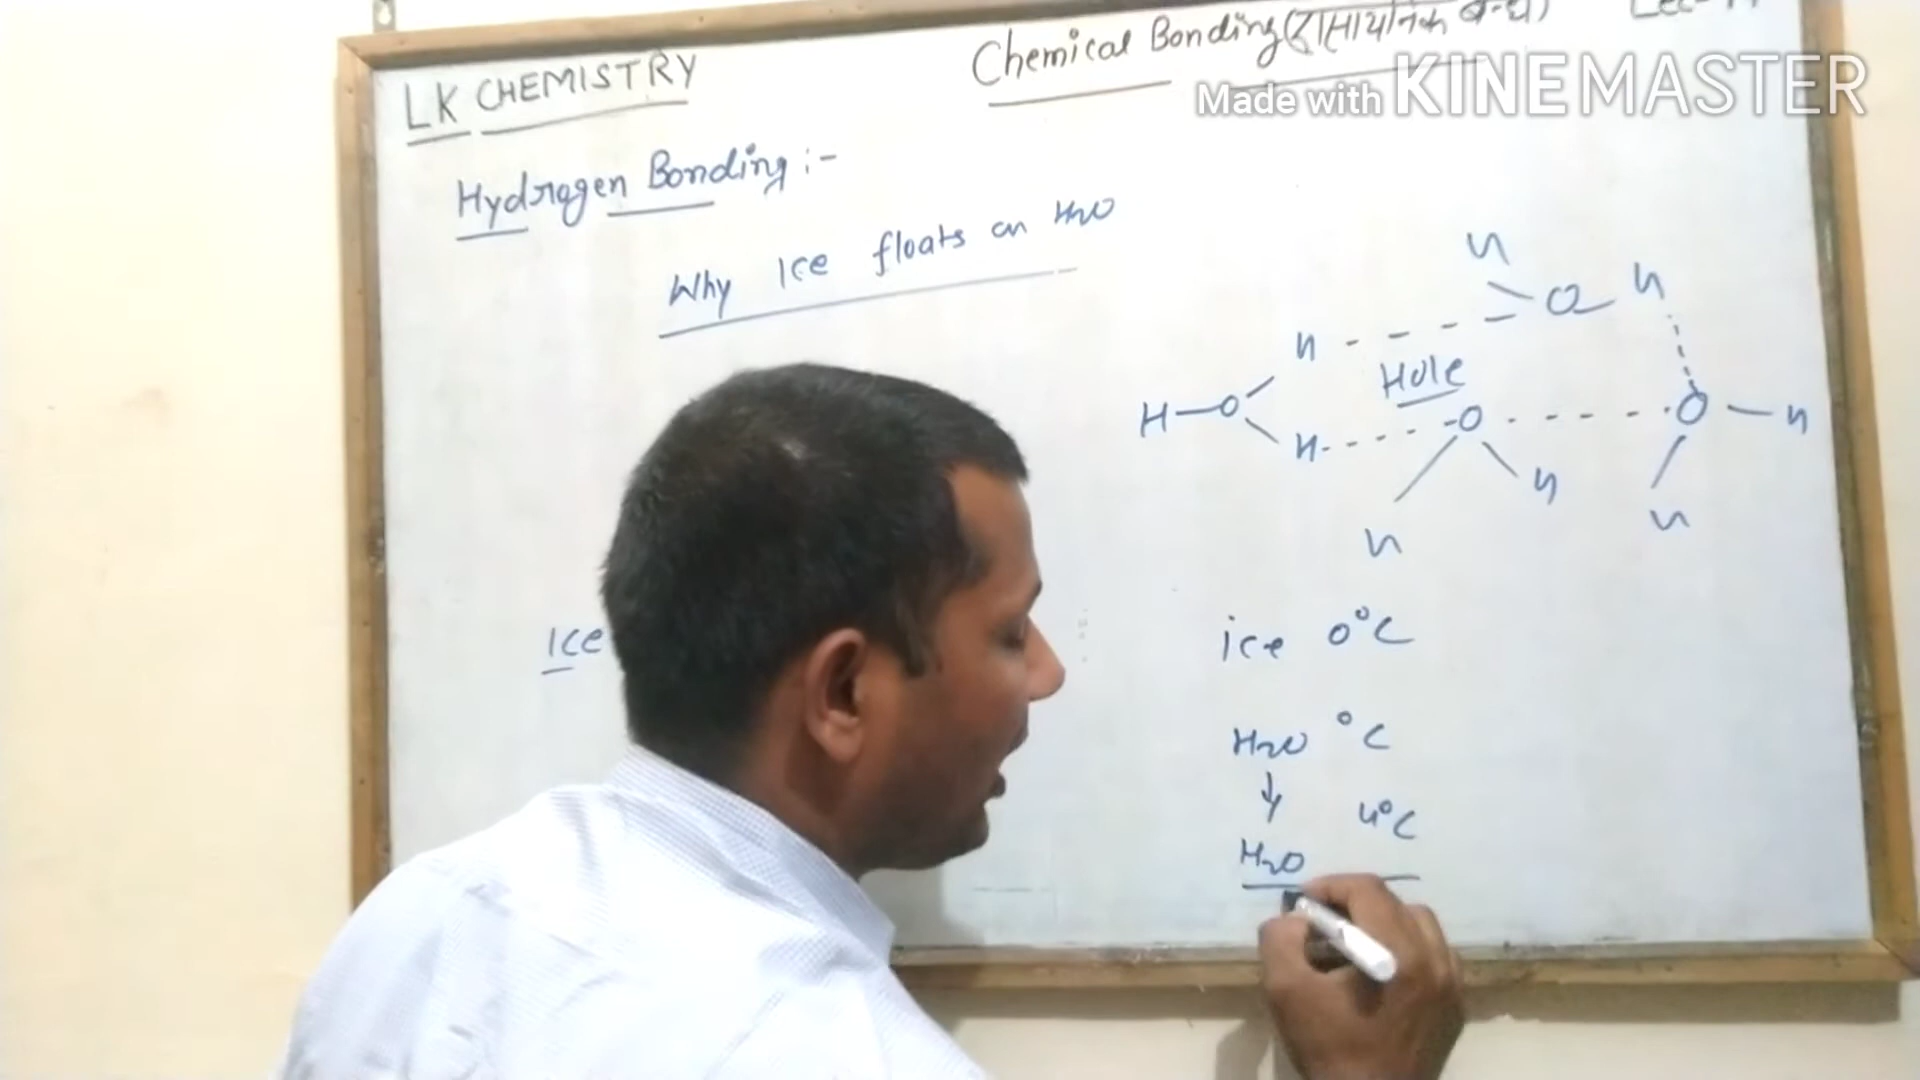 LK CHEMISTRY
Chemical Bonding (रासायनिक बन्ध)
Made with KINEMASTER
Hydrogen Bonding :-
Why Ice floats on H2O
H
O H
H
Hole
H O
H O O H
H H
H
Ice
ice 0°C
H2O °C
4°C
H2O